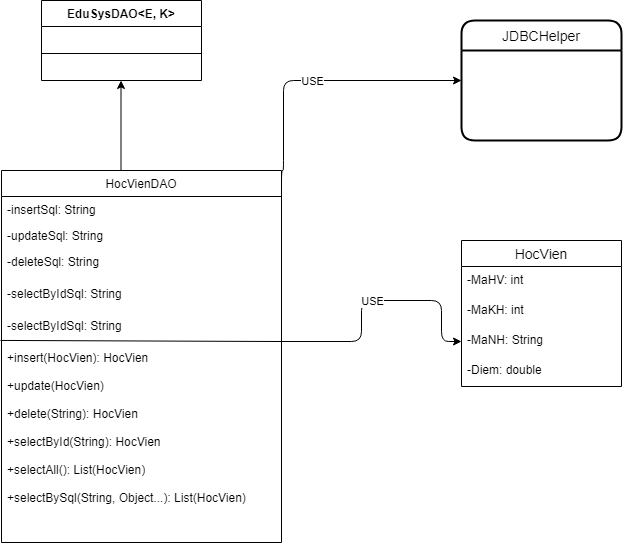 EduSysDAO<E, K>
JDBCHelper
USE
HocVienDAO
-insertSql: String
-updateSql: String
-deleteSql: String
-selectByIdSql: String
-selectByIdSql: String
+insert(HocVien): HocVien
+update(HocVien)
+delete(String): HocVien
+selectById(String): HocVien
+selectAll(): List(HocVien)
+selectBySql(String, Object...): List(HocVien)
USE
HocVien
-MaHV: int
-MaKH: int
-MaNH: String
-Diem: double